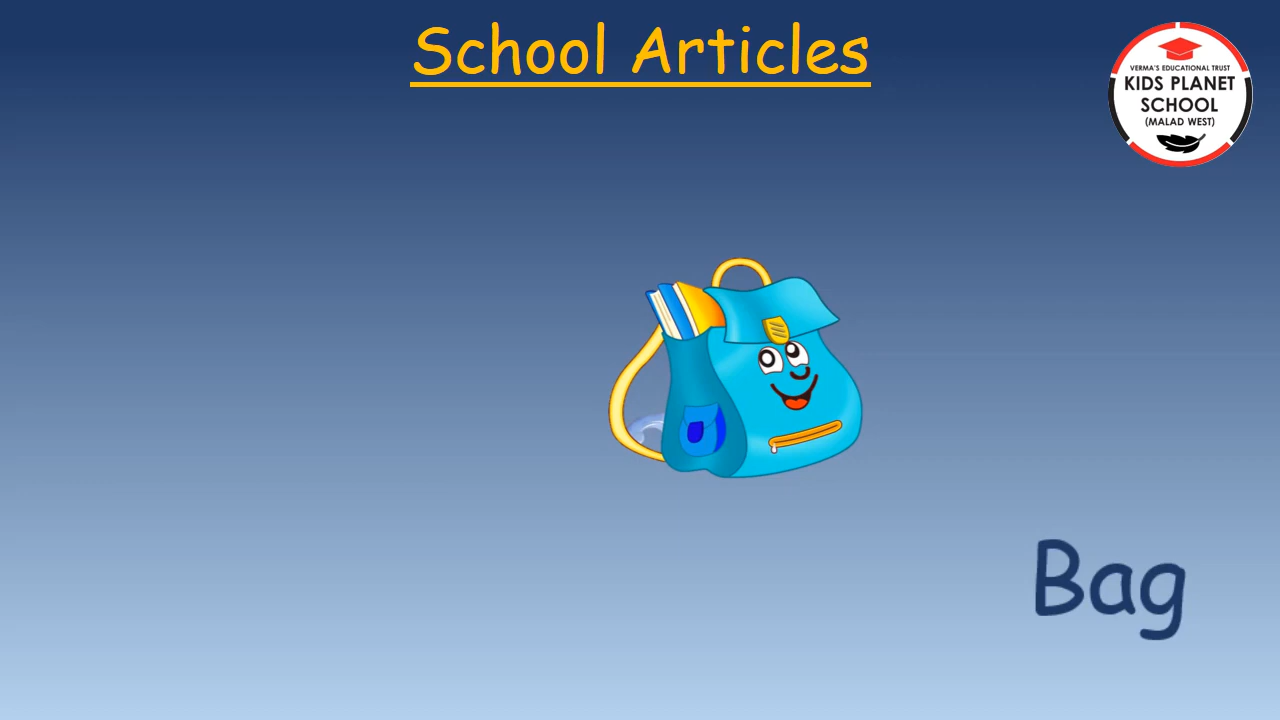 School Articles
VERMA'S EDUCATIONAL TRUST
KIDS PLANET
SCHOOL
(MALAD WEST)
Bag